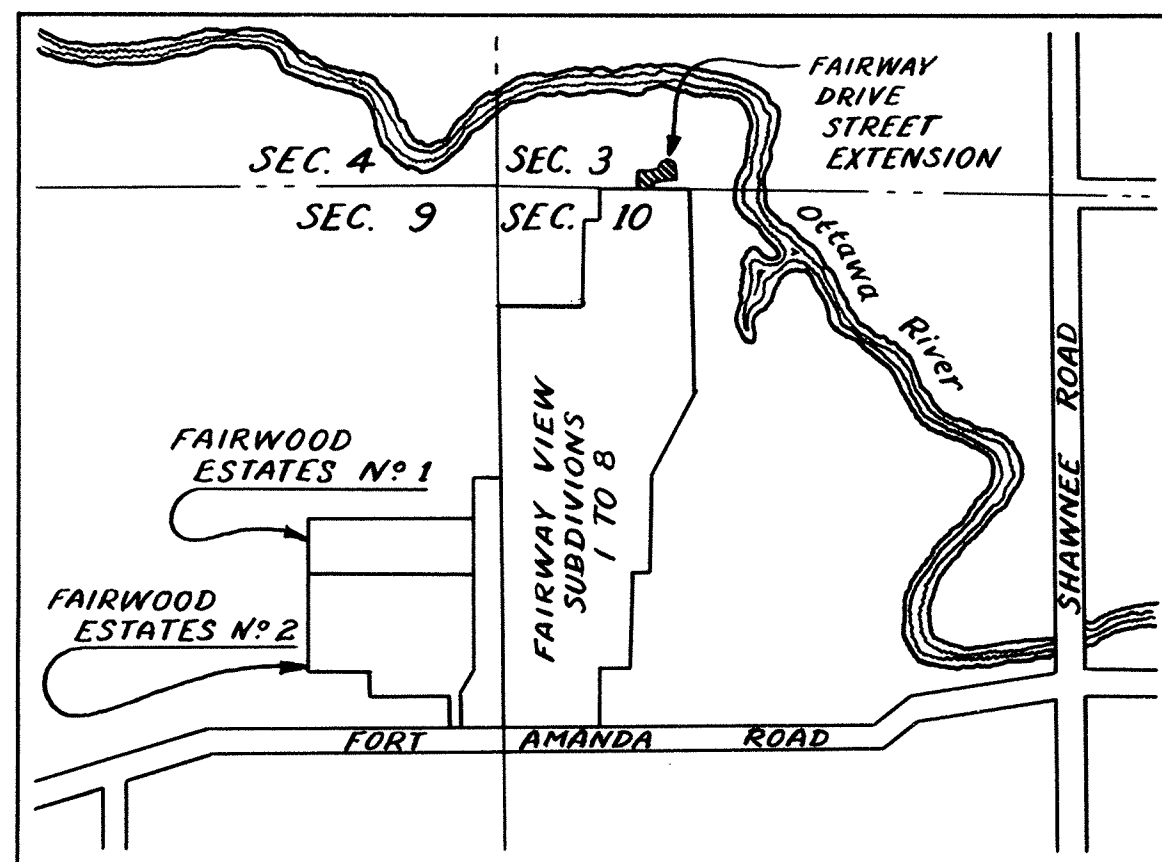 FAIRWAY
DRIVE
STREET
EXTENSION
SEC. 4
SEC. 3
SEC. 9
SEC. 10
Ottawa
River
SHAWNEE ROAD
FAIRWAY VIEW
SUBDIVIONS
1 TO 8
FAIRWOOD
ESTATES Nº 1
FAIRWOOD
ESTATES Nº 2
FORT AMANDA ROAD